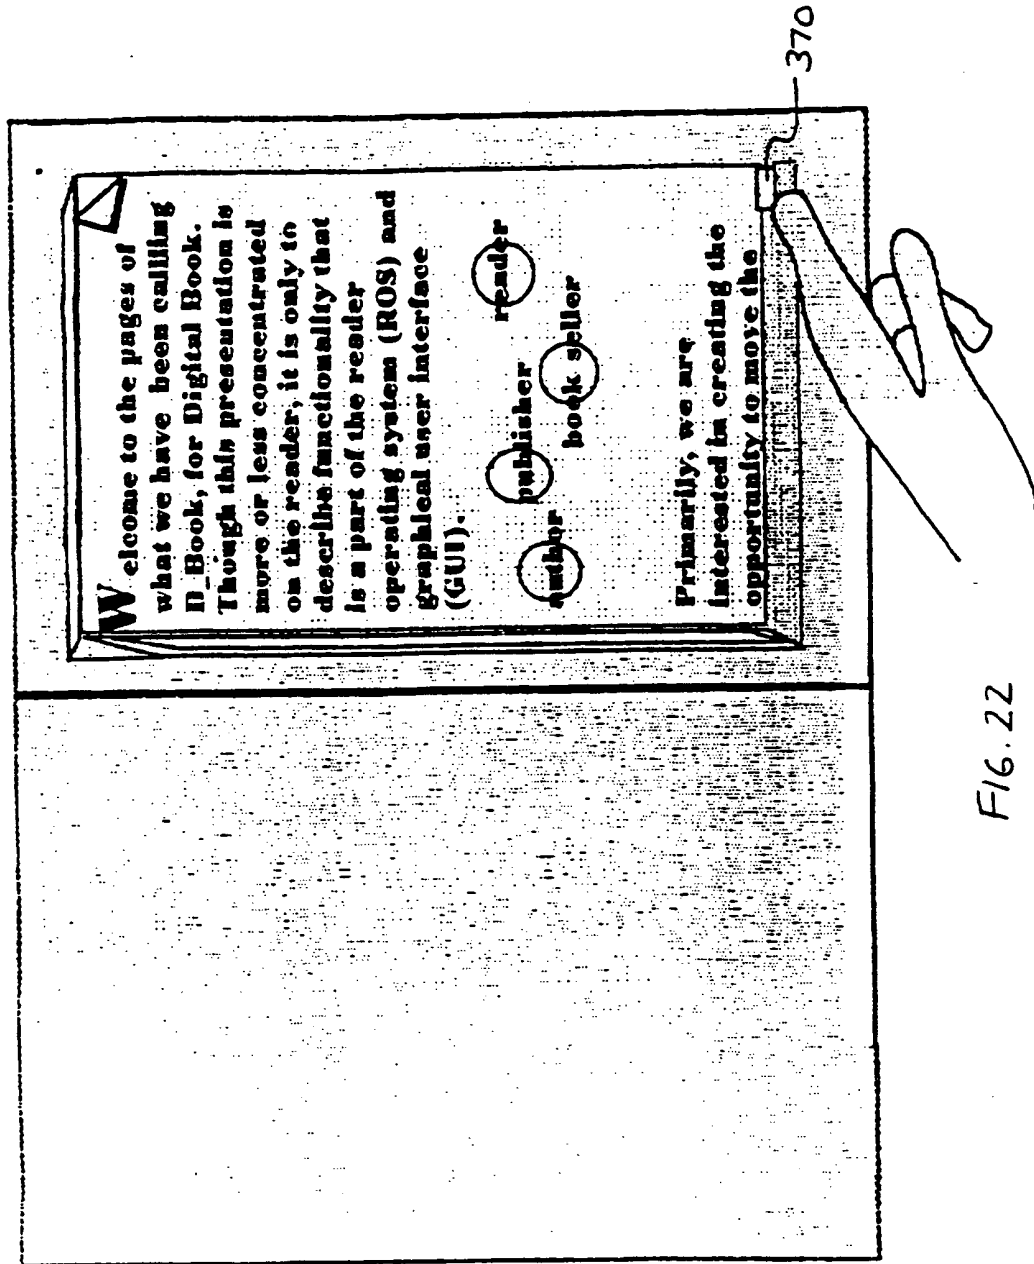 Welcome to the pages of
what we have been calling
D_Book, for Digital Book.
Though this presentation is
more or less concentrated
on the reader, it is only to
describe functionality that
is a part of the reader
operating system (ROS) and
graphical user interface
(GUI).
author
publisher
book seller
reader
Primarily, we are
interested in creating the
opportunity to move the
370
FIG. 22